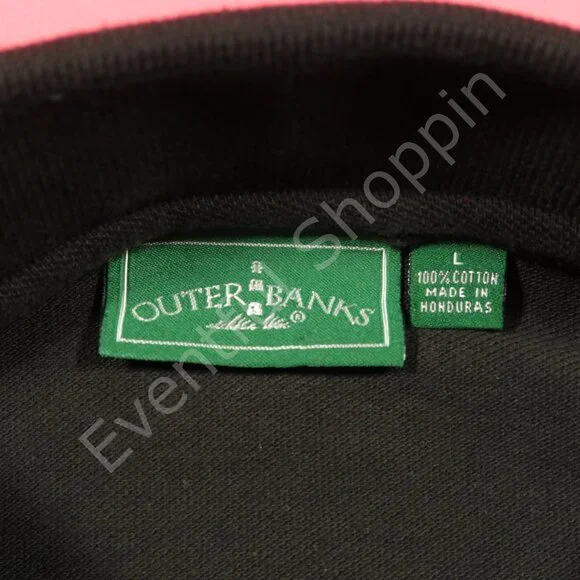 OUTER BANKS
®
L
100% COTTON
MADE IN
HONDURAS
Eventful Shoppin